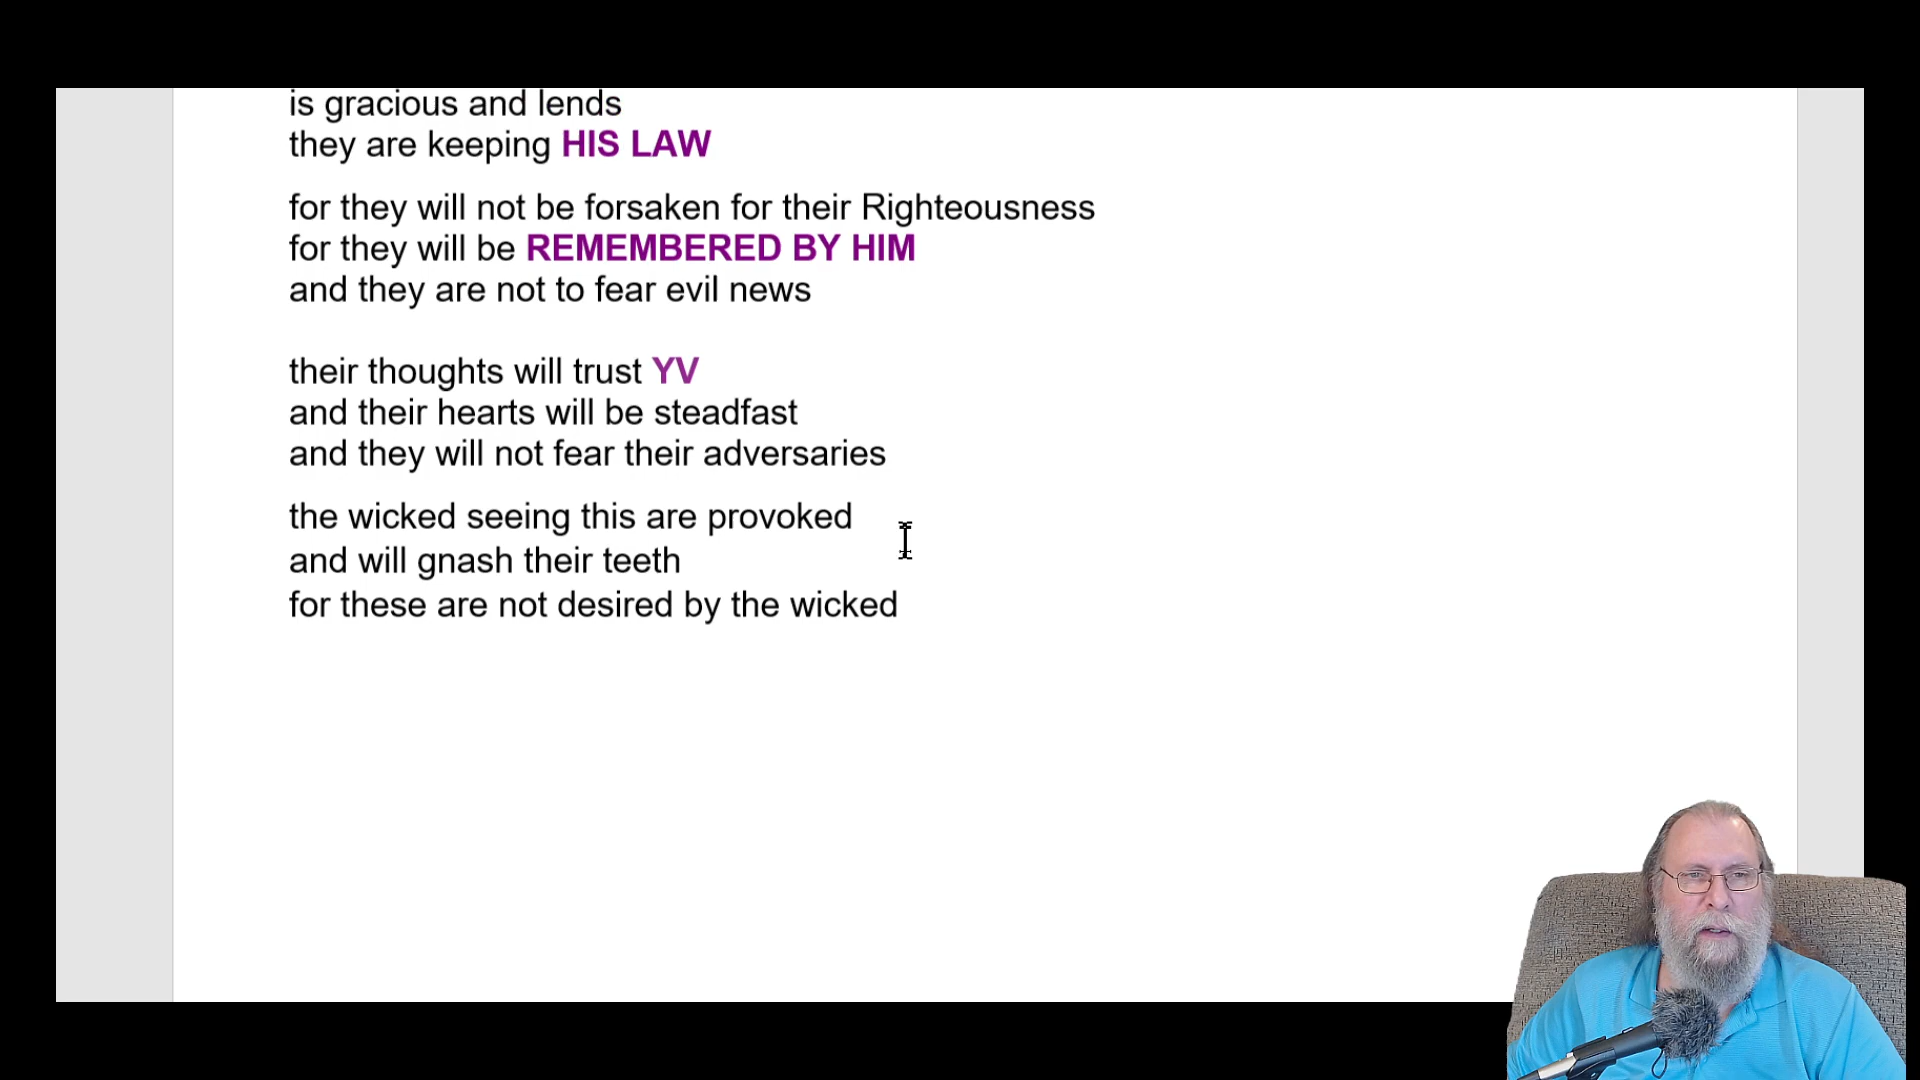 is gracious and lends
they are keeping HIS LAW
for they will not be forsaken for their Righteousness
for they will be REMEMBERED BY HIM
and they are not to fear evil news
their thoughts will trust YV
and their hearts will be steadfast
and they will not fear their adversaries
the wicked seeing this are provoked
and will gnash their teeth
for these are not desired by the wicked